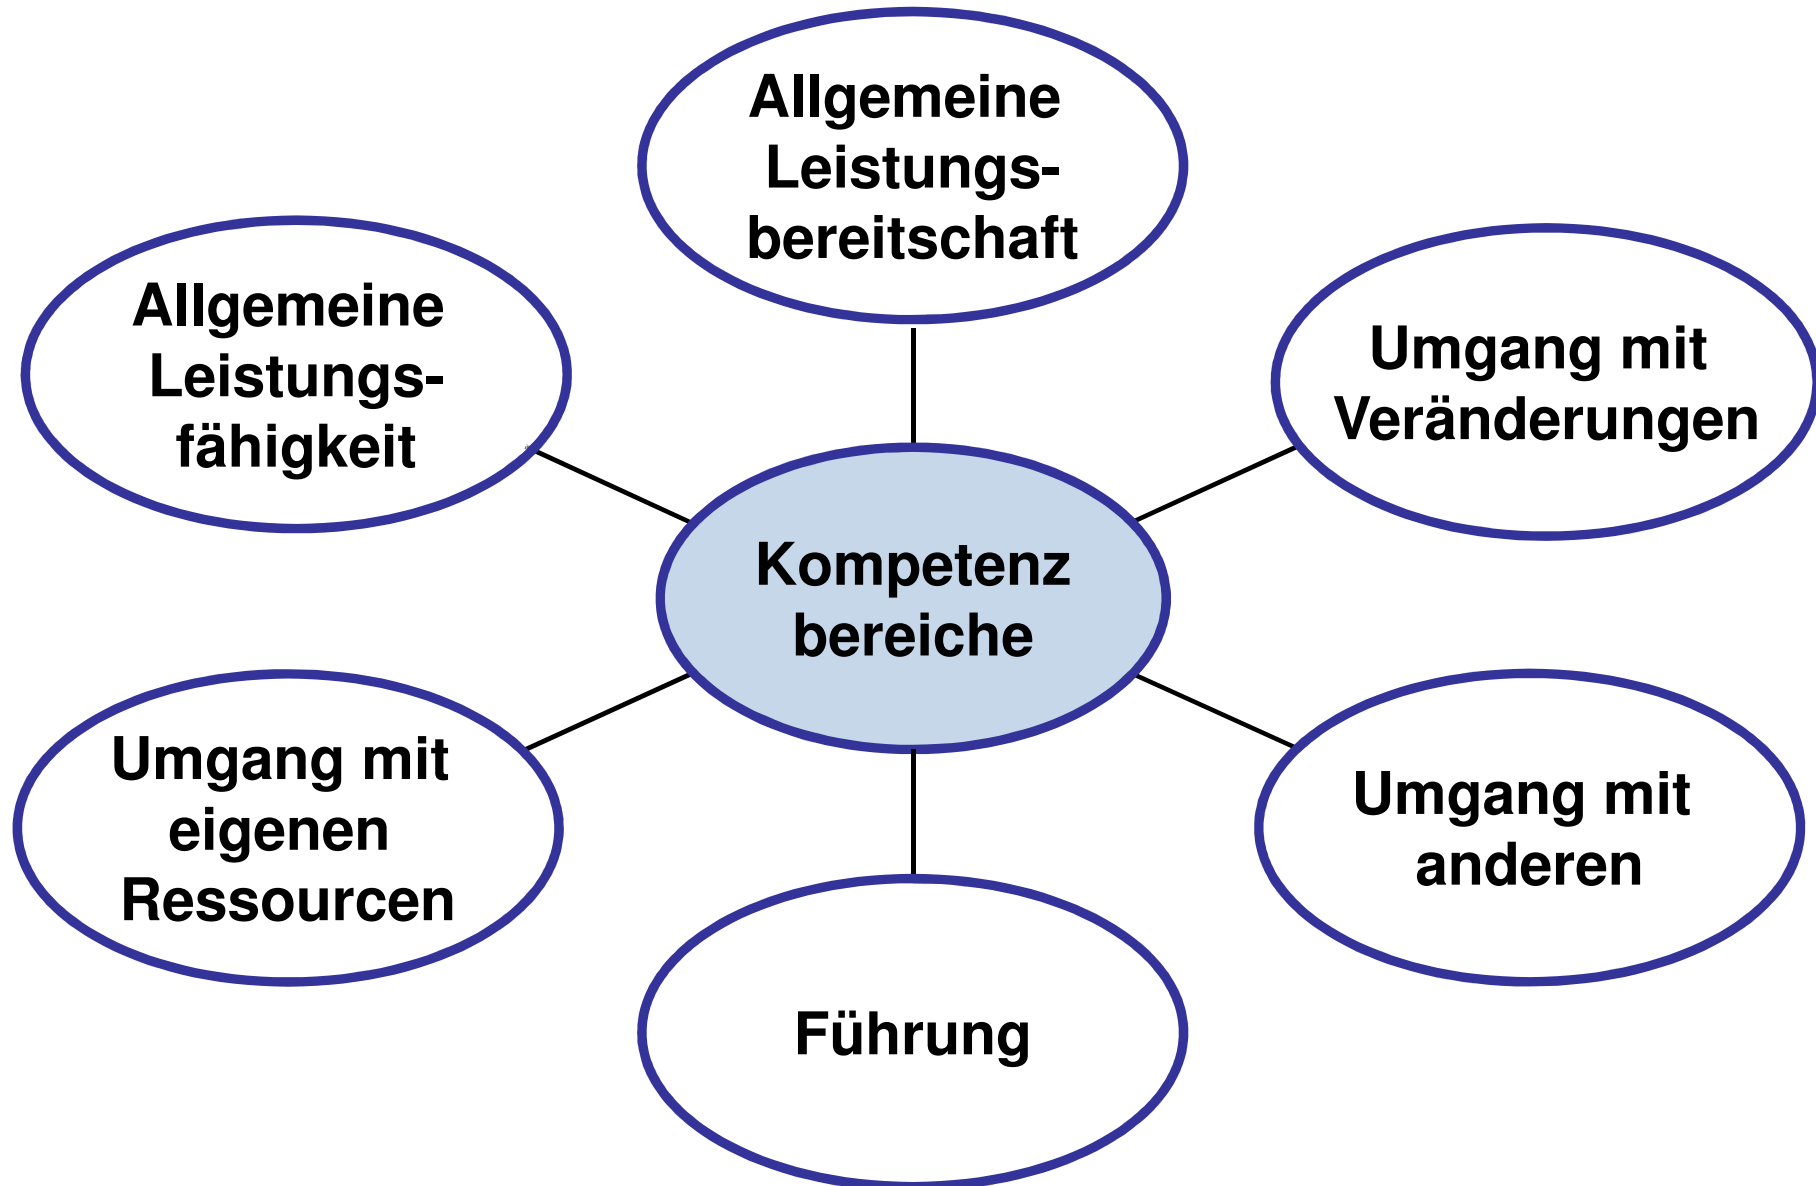 Allgemeine
Leistungs-
bereitschaft
Allgemeine
Leistungs-
fähigkeit
Umgang mit
Veränderungen
Kompetenz
bereiche
Umgang mit
eigenen
Ressourcen
Umgang mit
anderen
Führung